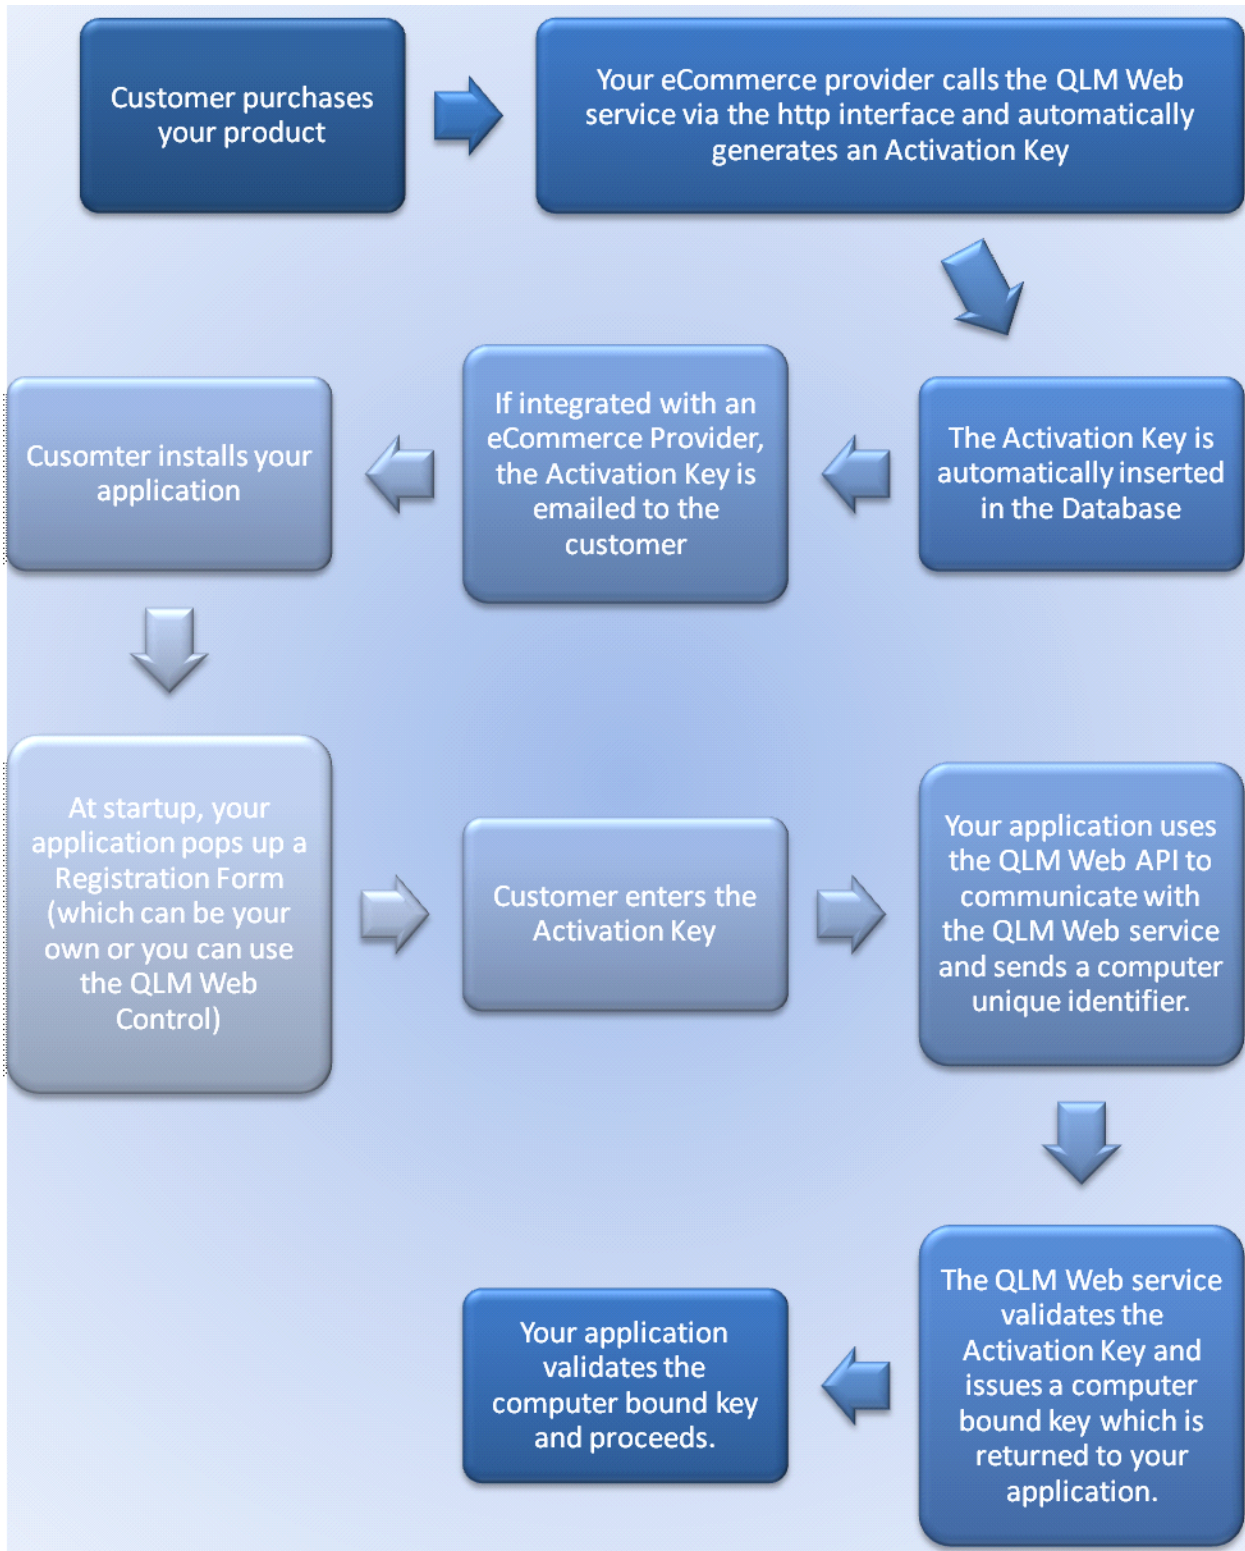 Customer purchases
your product
Your eCommerce provider calls the QLM Web
service via the http interface and automatically
generates an Activation Key
The Activation Key is
automatically inserted
in the Database
If integrated with an
eCommerce Provider,
the Activation Key is
emailed to the
customer
Cusomter installs your
application
At startup, your
application pops up a
Registration Form
(which can be your
own or you can use
the QLM Web
Control)
Customer enters the
Activation Key
Your application uses
the QLM Web API to
communicate with
the QLM Web service
and sends a computer
unique identifier.
The QLM Web service
validates the
Activation Key and
issues a computer
bound key which is
returned to your
application.
Your application
validates the
computer bound key
and proceeds.